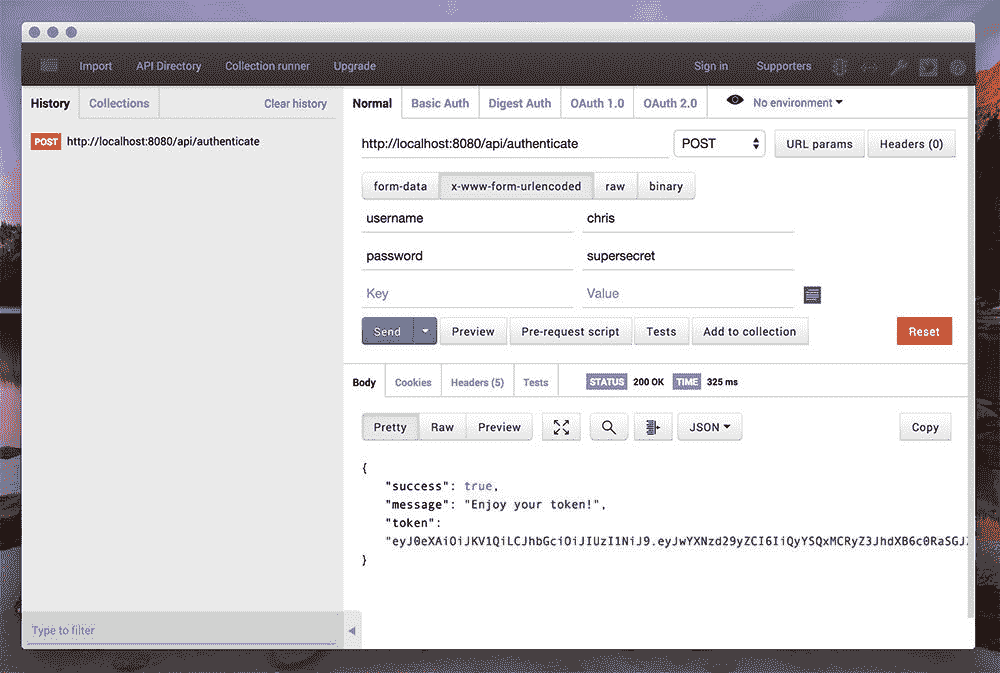 Import API Directory Collection runner Upgrade Sign in Supporters
History Collections Clear history
POST http://localhost:8080/api/authenticate
Type to filter
Normal Basic Auth Digest Auth OAuth 1.0 OAuth 2.0 No environment
http://localhost:8080/api/authenticate POST URL params Headers (0)
form-data x-www-form-urlencoded raw binary
username chris
password supersecret
Key Value
Send Preview Pre-request script Tests Add to collection Reset
Body Cookies Headers (5) Tests STATUS 200 OK TIME 325 ms
Pretty Raw Preview JSON Copy
{
"success": true,
"message": "Enjoy your token!",
"token":
}